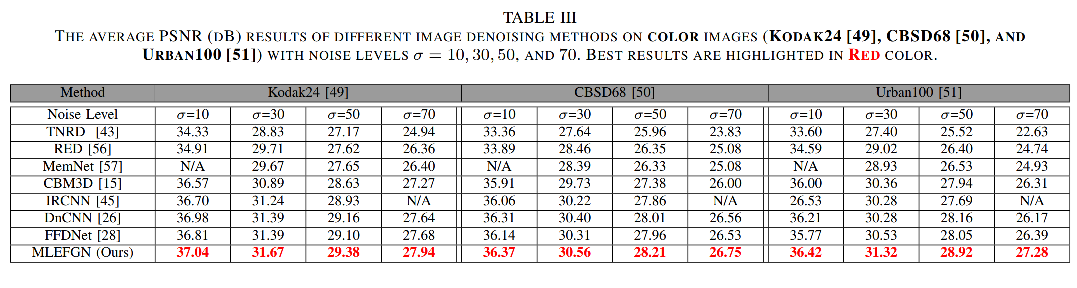 TABLE III
THE AVERAGE PSNR (DB) RESULTS OF DIFFERENT IMAGE DENOISING METHODS ON COLOR IMAGES (KODAK24 [49], CBSD68 [50], AND
URBAN100 [51]) WITH NOISE LEVELS σ = 10, 30, 50, AND 70. BEST RESULTS ARE HIGHLIGHTED IN RED COLOR.
Method Kodak24 [49] CBSD68 [50] Urban100 [51]
Noise Level σ=10 σ=30 σ=50 σ=70 σ=10 σ=30 σ=50 σ=70 σ=10 σ=30 σ=50 σ=70
TNRD [43] 34.33 28.83 27.17 24.94 33.36 27.64 25.96 23.83 33.60 27.40 25.52 22.63
RED [56] 34.91 29.71 27.62 26.36 33.89 28.46 26.35 25.08 34.59 29.02 26.40 24.74
MemNet [57] N/A 29.67 27.65 26.40 N/A 28.39 26.33 25.08 N/A 28.93 26.53 24.93
CBM3D [15] 36.57 30.89 28.63 27.27 35.91 29.73 27.38 26.00 36.00 30.36 27.94 26.31
IRCNN [45] 36.70 31.24 28.93 N/A 36.06 30.22 27.86 N/A 26.53 30.28 27.69 N/A
DnCNN [26] 36.98 31.39 29.16 27.64 36.31 30.40 28.01 26.56 36.21 30.28 28.16 26.17
FFDNet [28] 36.81 31.39 29.10 27.68 36.14 30.31 27.96 26.53 35.77 30.53 28.05 26.39
MLEFGN (Ours) 37.04 31.67 29.38 27.94 36.37 30.56 28.21 26.75 36.42 31.32 28.92 27.28